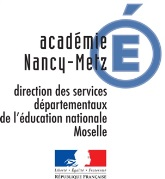 académie
Nancy-Metz
direction des services
départementaux
de l'éducation nationale
Moselle
Liberté • Égalité • Fraternité
RÉPUBLIQUE FRANÇAISE